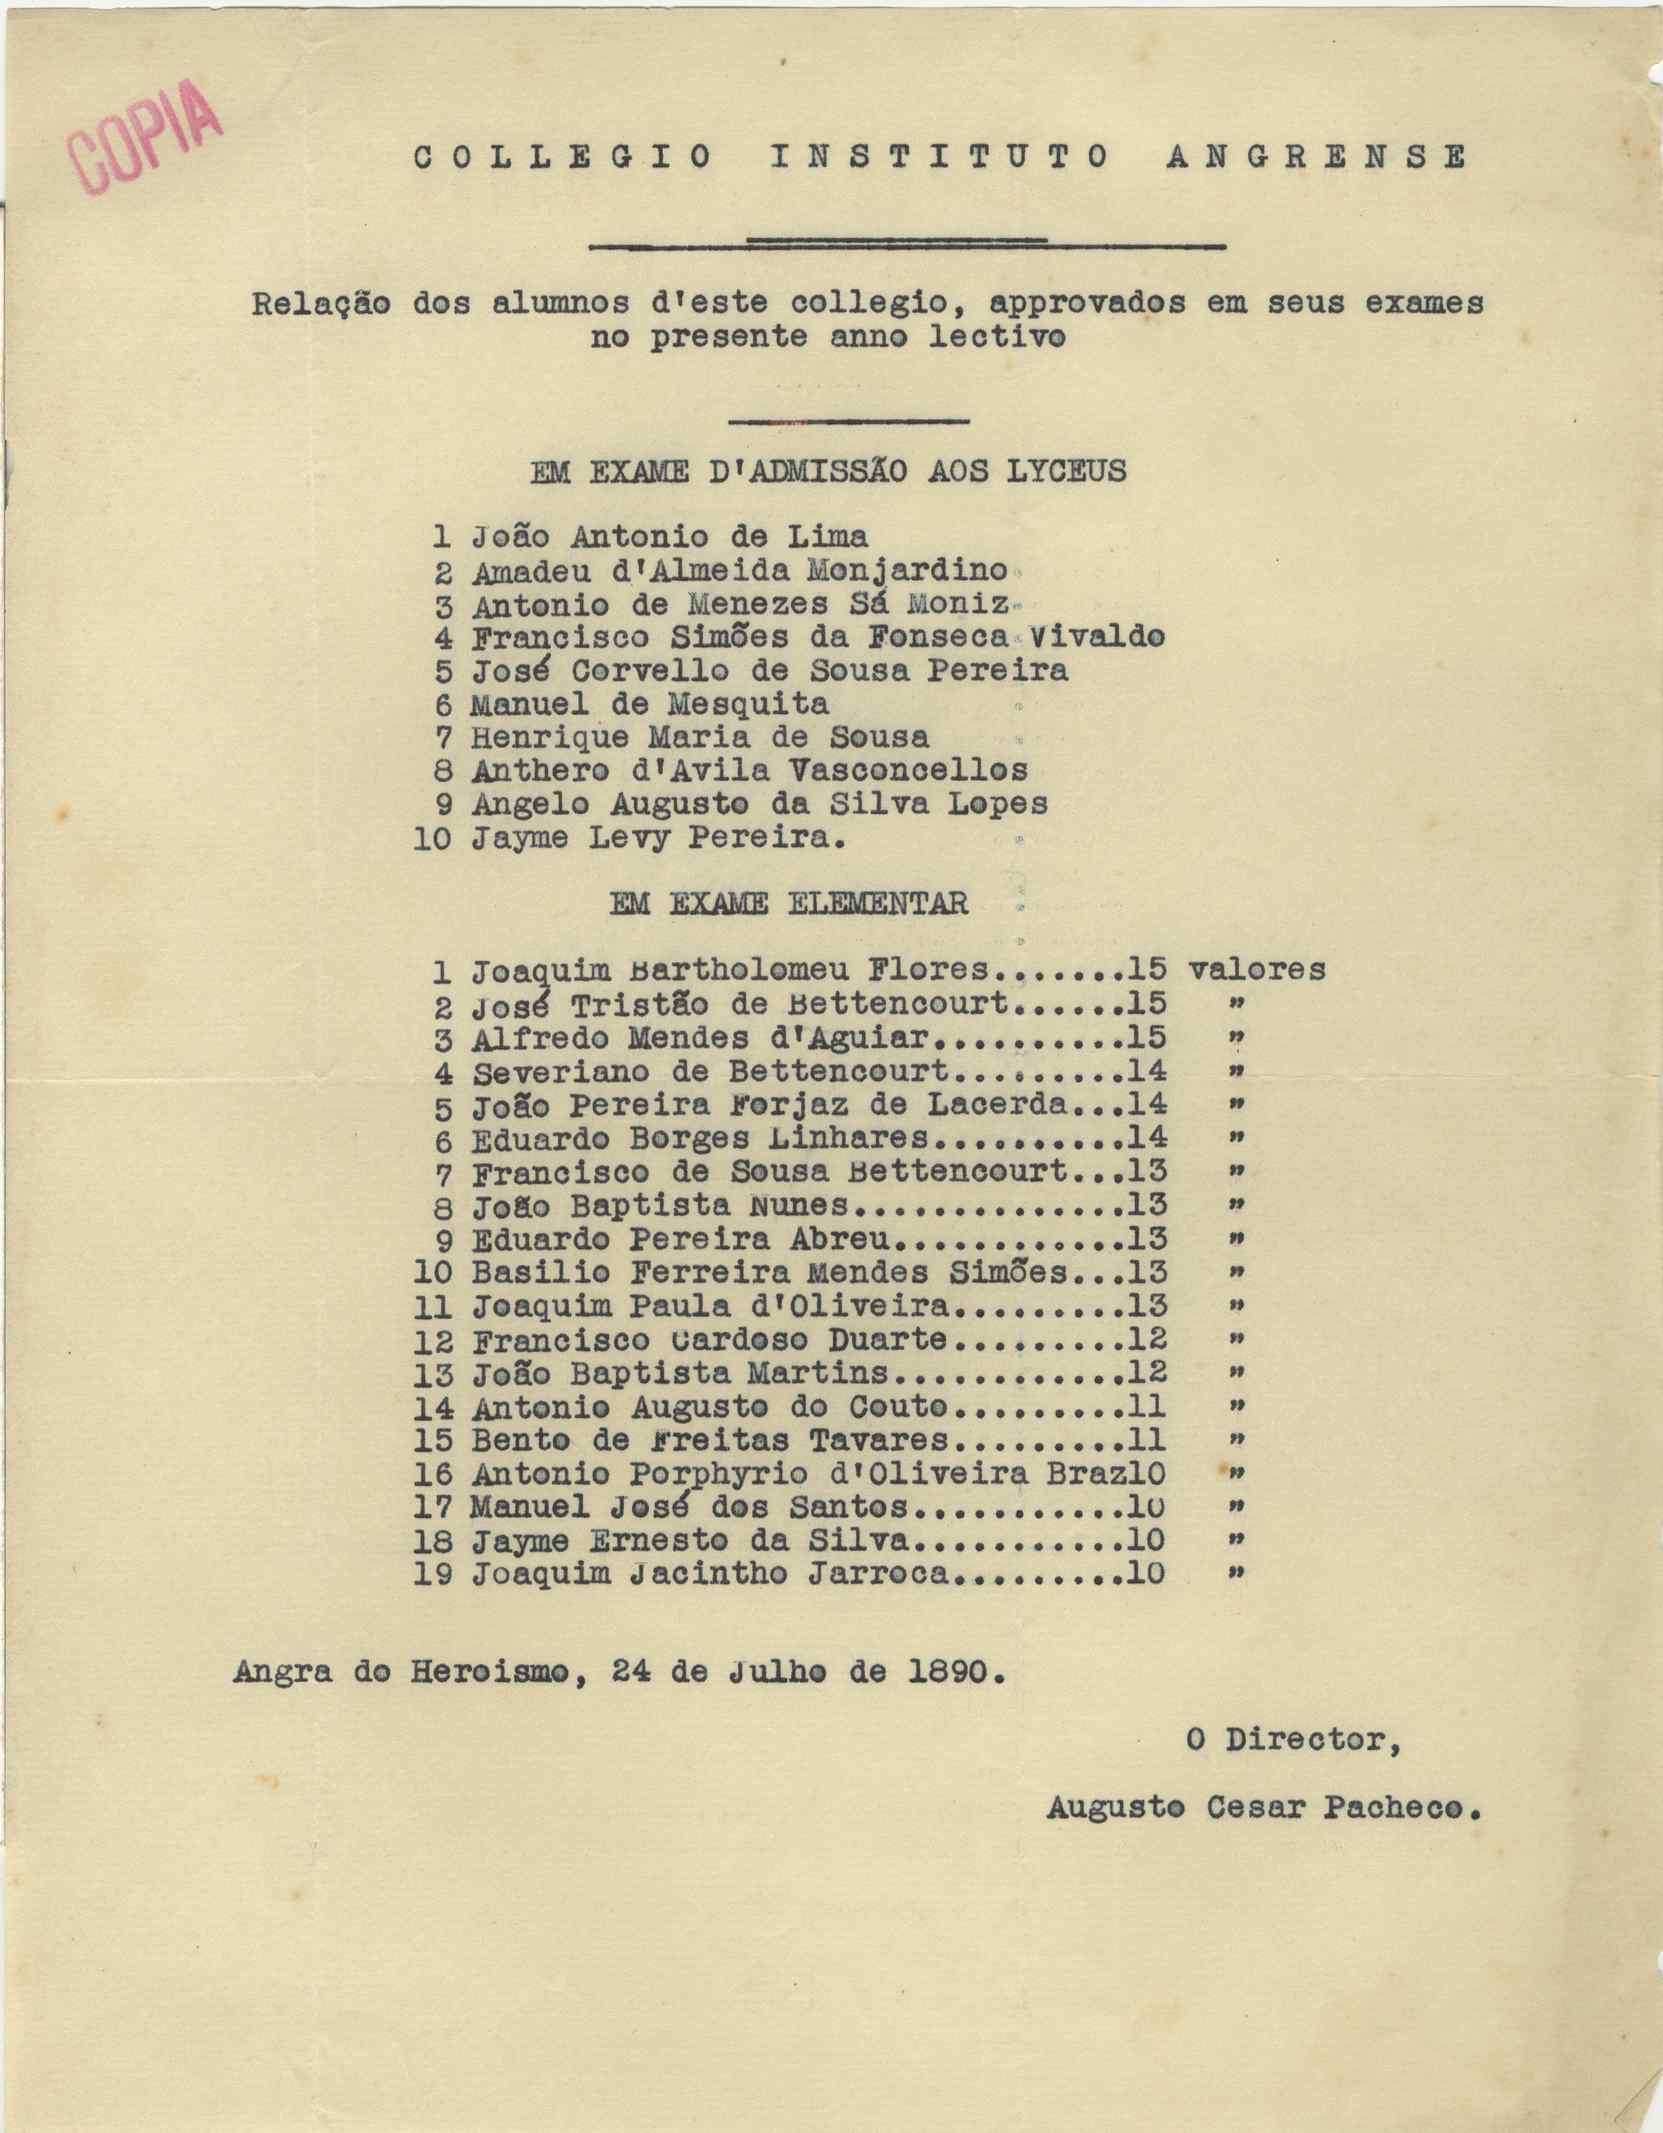 COPIA
COLLEGIO INSTITUTO ANGRENSE
Relação dos alumnos d'este collegio, approvados em seus exames
no presente anno lectivo
EM EXAME D'ADMISSÃO AOS LYCEUS
1 João Antonio de Lima
2 Amadeu d'Almeida Monjardino
3 Antonio de Menezes Sá Moniz
4 Francisco Simões da Fonseca Vivaldo
5 José Corvello de Sousa Pereira
6 Manuel de Mesquita
7 Henrique Maria de Sousa
8 Anthero d'Avila Vasconcellos
9 Angelo Augusto da Silva Lopes
10 Jayme Levy Pereira.
EM EXAME ELEMENTAR
1 Joaquim Bartholomeu Flores.......15 valores
2 José Tristão de Bettencourt......15 "
3 Alfredo Mendes d'Aguiar..........15 "
4 Severiano de Bettencourt.........14 "
5 João Pereira Forjaz de Lacerda...14 "
6 Eduardo Borges Linhares..........14 "
7 Francisco de Sousa Bettencourt...13 "
8 João Baptista Nunes..............13 "
9 Eduardo Pereira Abreu............13 "
10 Basilio Ferreira Mendes Simões...13 "
11 Joaquim Paula d'Oliveira.........13 "
12 Francisco Cardoso Duarte.........12 "
13 João Baptista Martins............12 "
14 Antonio Augusto do Couto.........11 "
15 Bento de Freitas Tavares.........11 "
16 Antonio Porphyrio d'Oliveira Braz10 "
17 Manuel José dos Santos...........10 "
18 Jayme Ernesto da Silva...........10 "
19 Joaquim Jacintho Jarroca.........10 "
Angra do Heroismo, 24 de Julho de 1890.
O Director,
Augusto Cesar Pacheco.